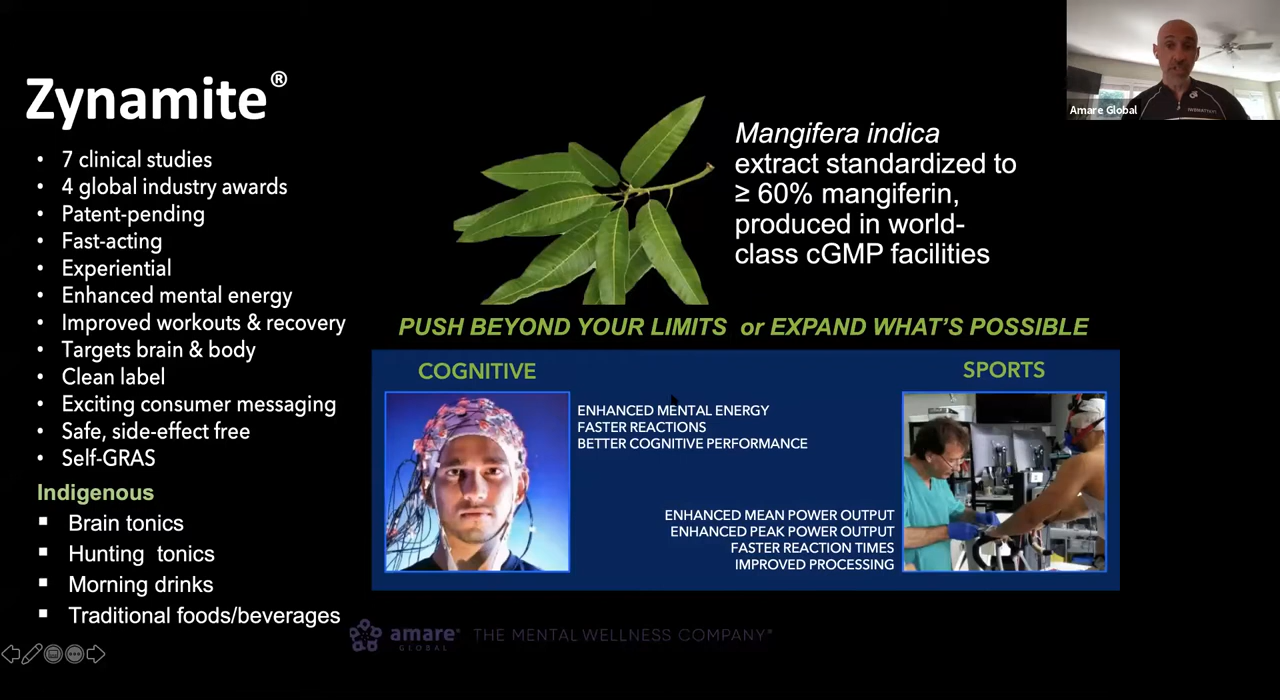 Zynamite®
• 7 clinical studies
• 4 global industry awards
• Patent-pending
• Fast-acting
• Experiential
• Enhanced mental energy
• Improved workouts & recovery
• Targets brain & body
• Clean label
• Exciting consumer messaging
• Safe, side-effect free
• Self-GRAS
Indigenous
▪ Brain tonics
▪ Hunting tonics
▪ Morning drinks
▪ Traditional foods/beverages
Mangifera indica
extract standardized to
≥ 60% mangiferin,
produced in world-
class cGMP facilities
Amare Global
PUSH BEYOND YOUR LIMITS or EXPAND WHAT'S POSSIBLE
COGNITIVE
ENHANCED MENTAL ENERGY
FASTER REACTIONS
BETTER COGNITIVE PERFORMANCE
SPORTS
ENHANCED MEAN POWER OUTPUT
ENHANCED PEAK POWER OUTPUT
FASTER REACTION TIMES
IMPROVED PROCESSING
amare®
GLOBAL
THE MENTAL WELLNESS COMPANY®